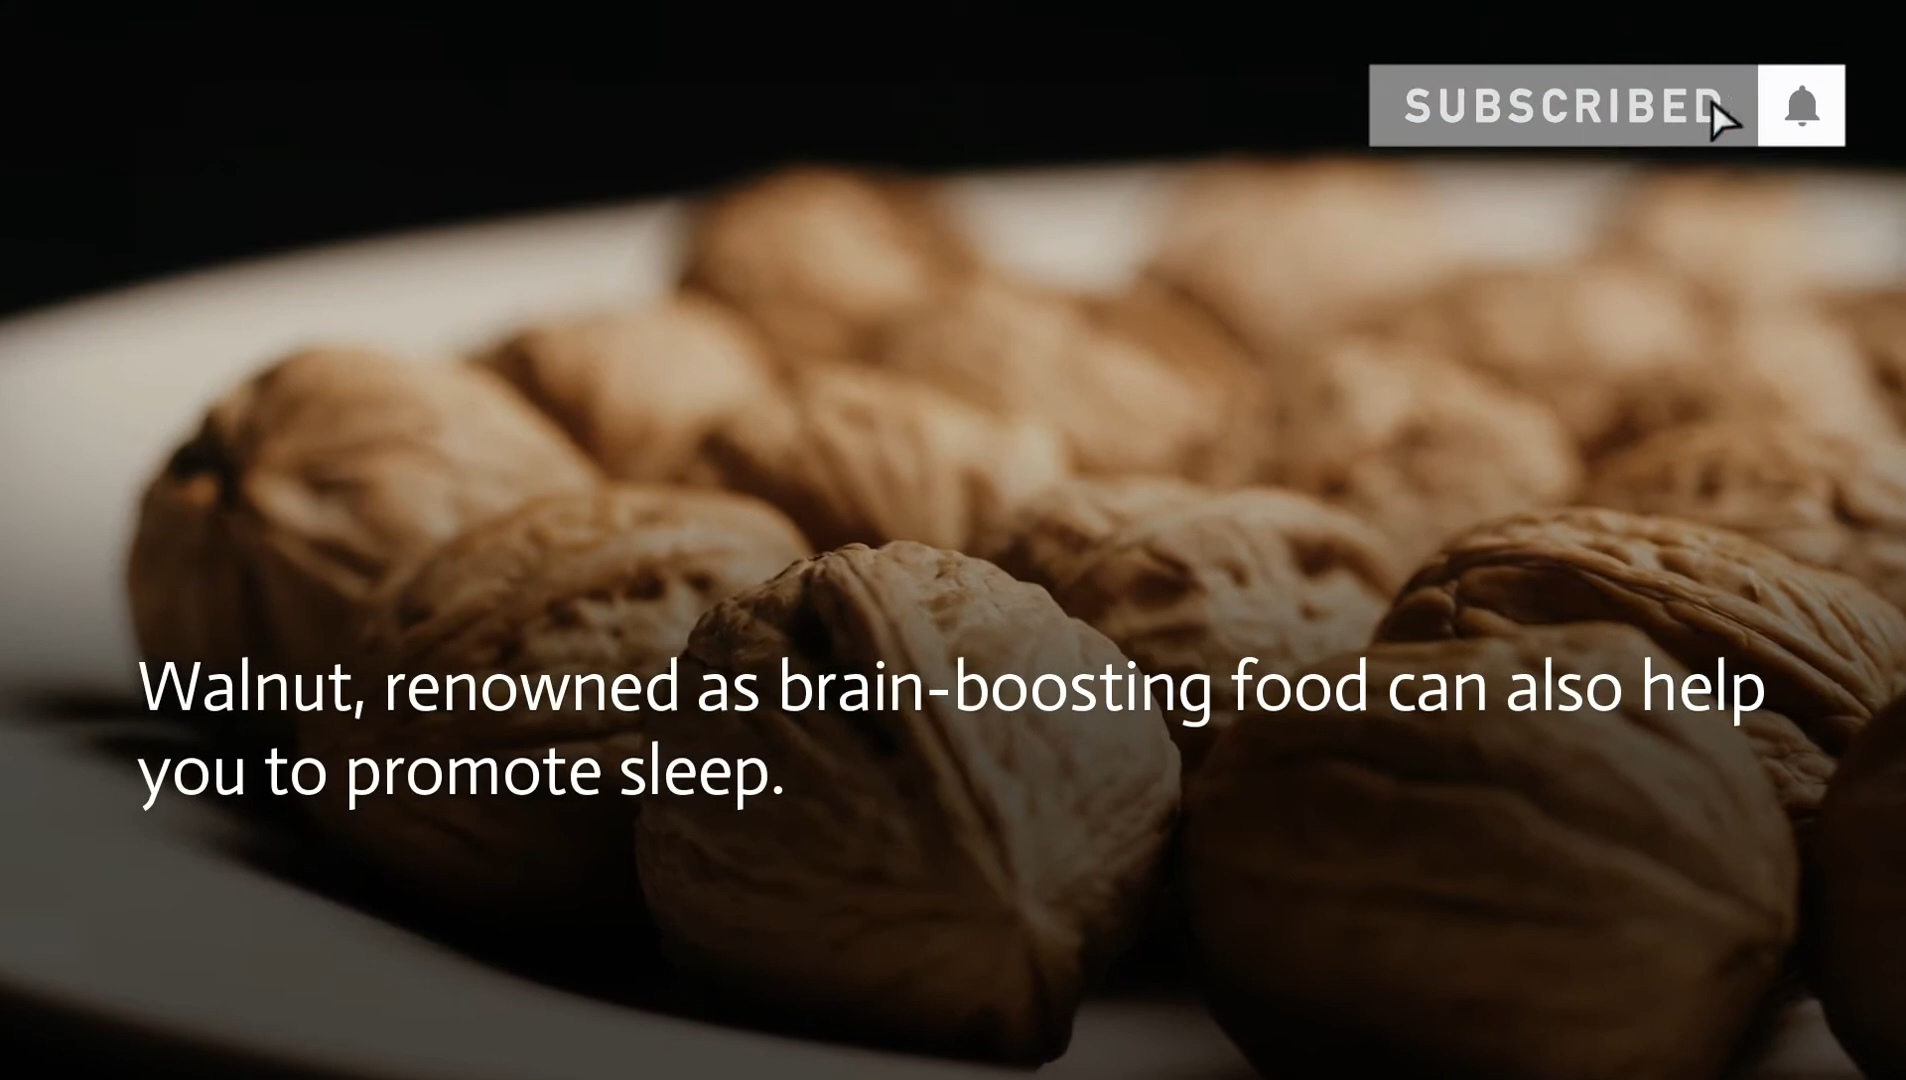 SUBSCRIBED
Walnut, renowned as brain-boosting food can also help
you to promote sleep.